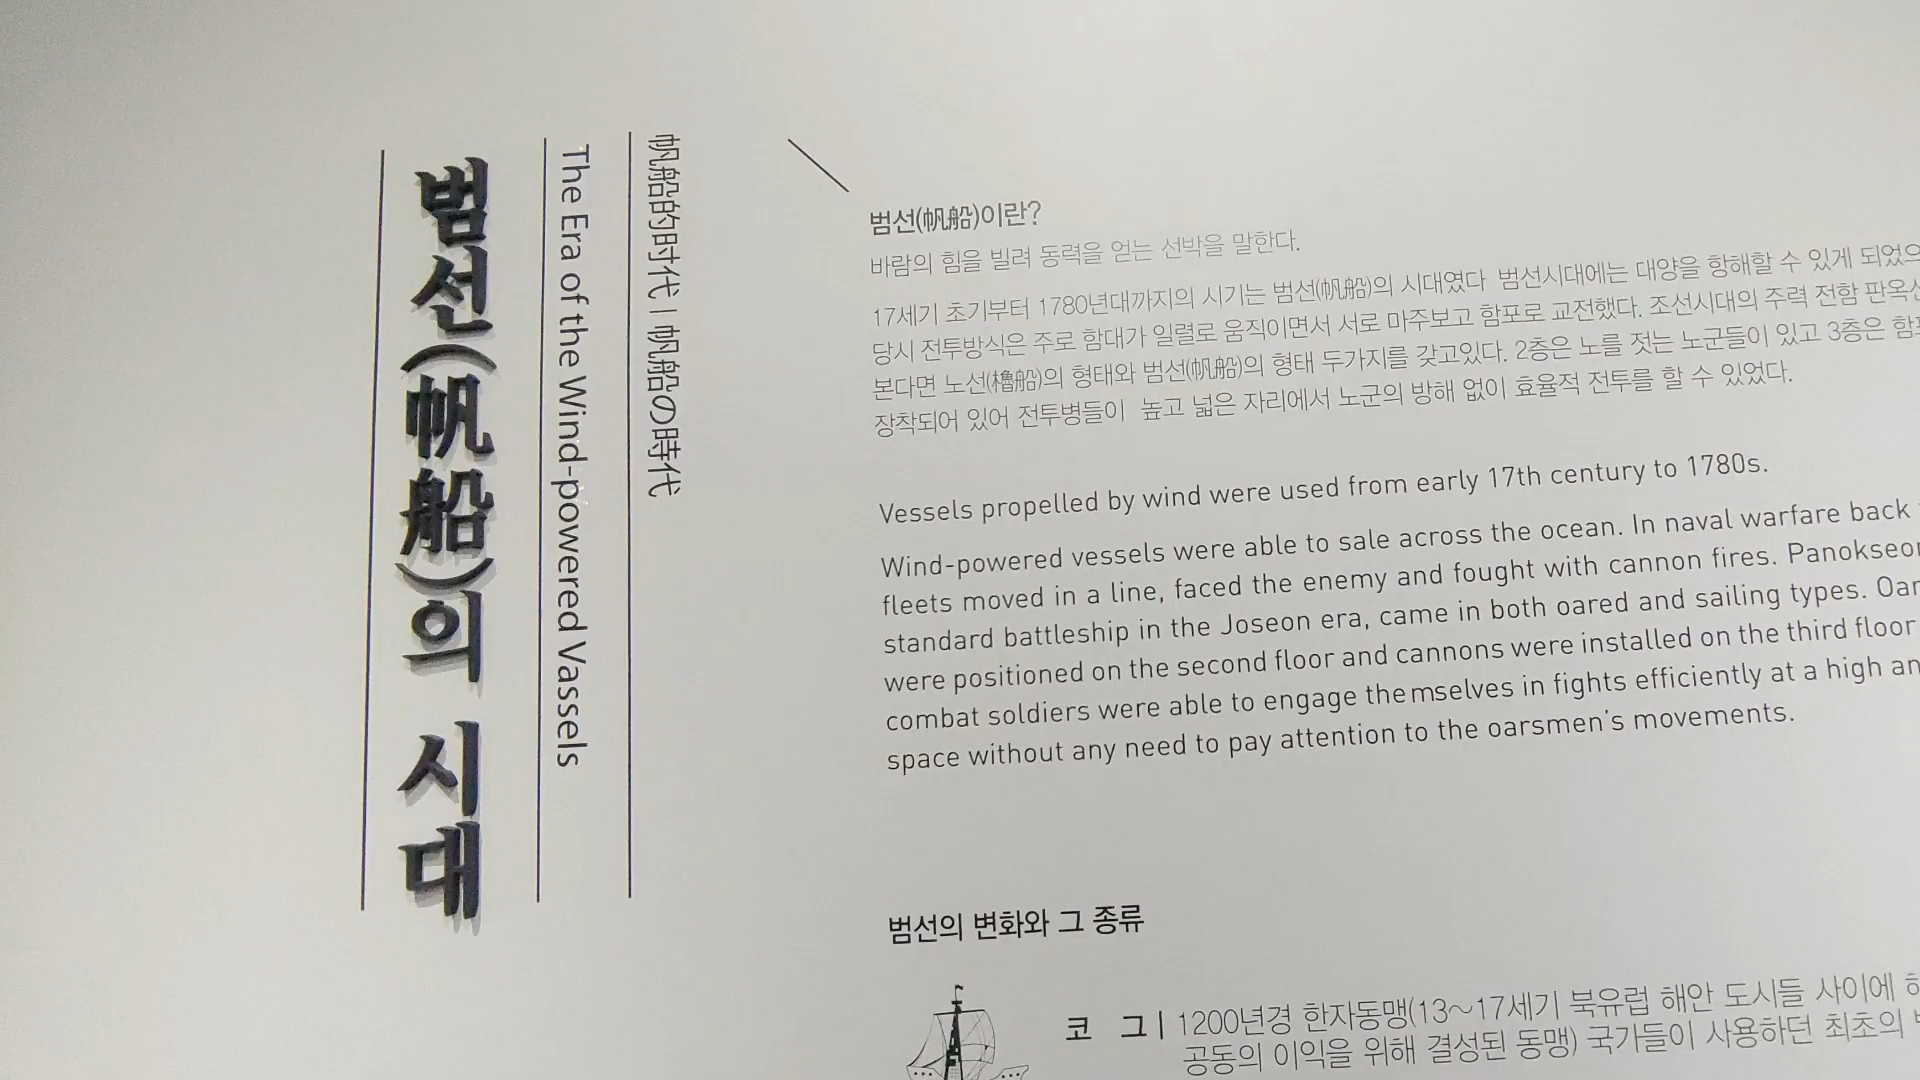 범선(帆船)의 시대
The Era of the Wind-powered Vassels
帆船的时代 | 帆船の時代
범선(帆船)이란?
바람의 힘을 빌려 동력을 얻는 선박을 말한다.
17세기 초기부터 1780년대까지의 시기는 범선(帆船)의 시대였다 범선시대에는 대양을 항해할 수 있게 되었으
당시 전투방식은 주로 함대가 일렬로 움직이면서 서로 마주보고 함포로 교전했다. 조선시대의 주력 전함 판옥선
본다면 노선(櫓船)의 형태와 범선(帆船)의 형태 두가지를 갖고있다. 2층은 노를 젓는 노군들이 있고 3층은 함포
장착되어 있어 전투병들이 높고 넓은 자리에서 노군의 방해 없이 효율적 전투를 할 수 있었다.
Vessels propelled by wind were used from early 17th century to 1780s.
Wind-powered vessels were able to sale across the ocean. In naval warfare back
fleets moved in a line, faced the enemy and fought with cannon fires. Panokseon
standard battleship in the Joseon era, came in both oared and sailing types. Oar
were positioned on the second floor and cannons were installed on the third floor
combat soldiers were able to engage themselves in fights efficiently at a high an
space without any need to pay attention to the oarsmen's movements.
범선의 변화와 그 종류
코 그 | 1200년경 한자동맹(13~17세기 북유럽 해안 도시들 사이에
공동의 이익을 위해 결성된 동맹) 국가들이 사용하던 최초의